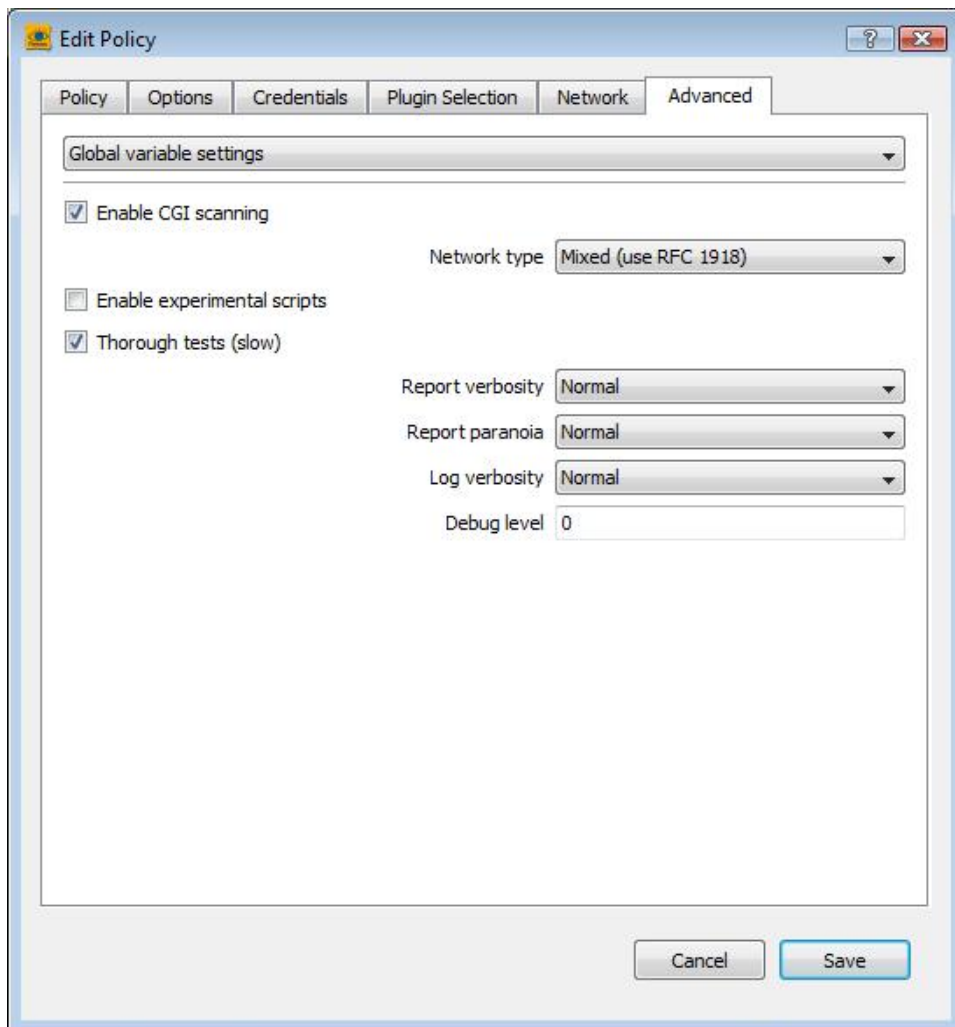 Edit Policy
Policy Options Credentials Plugin Selection Network Advanced
Global variable settings
Enable CGI scanning
Network type Mixed (use RFC 1918)
Enable experimental scripts
Thorough tests (slow)
Report verbosity Normal
Report paranoia Normal
Log verbosity Normal
Debug level 0
Cancel Save